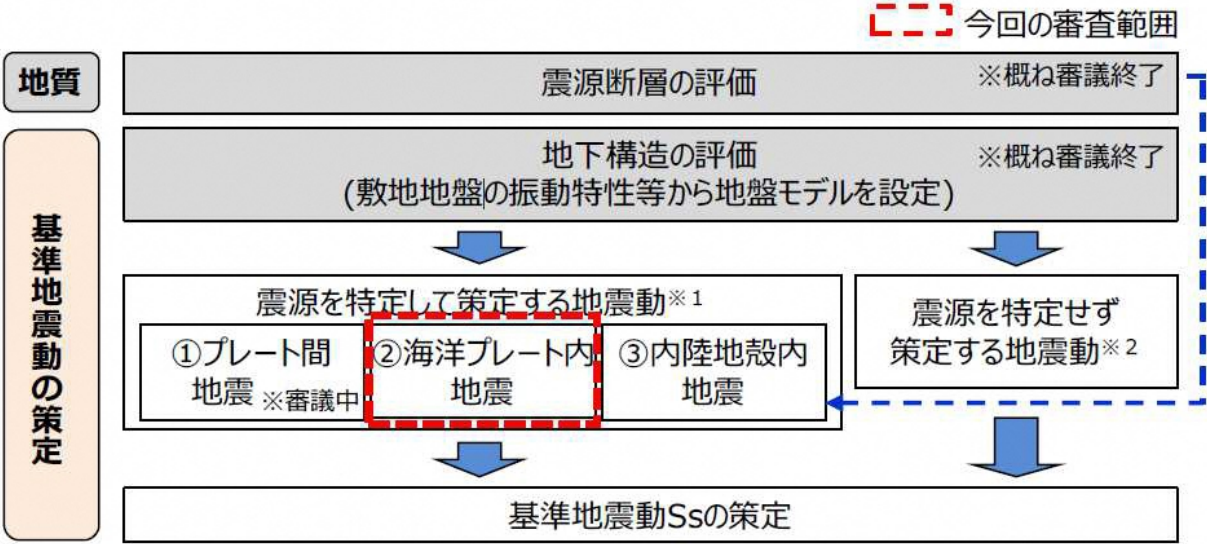 今回の審査範囲
地質
震源断層の評価
※概ね審議終了
基準地震動の策定
地下構造の評価
※概ね審議終了
(敷地地盤の振動特性等から地盤モデルを設定)
震源を特定して策定する地震動※1
①プレート間
地震 ※審議中
②海洋プレート内
地震
③内陸地殻内
地震
震源を特定せず
策定する地震動※2
基準地震動Ssの策定